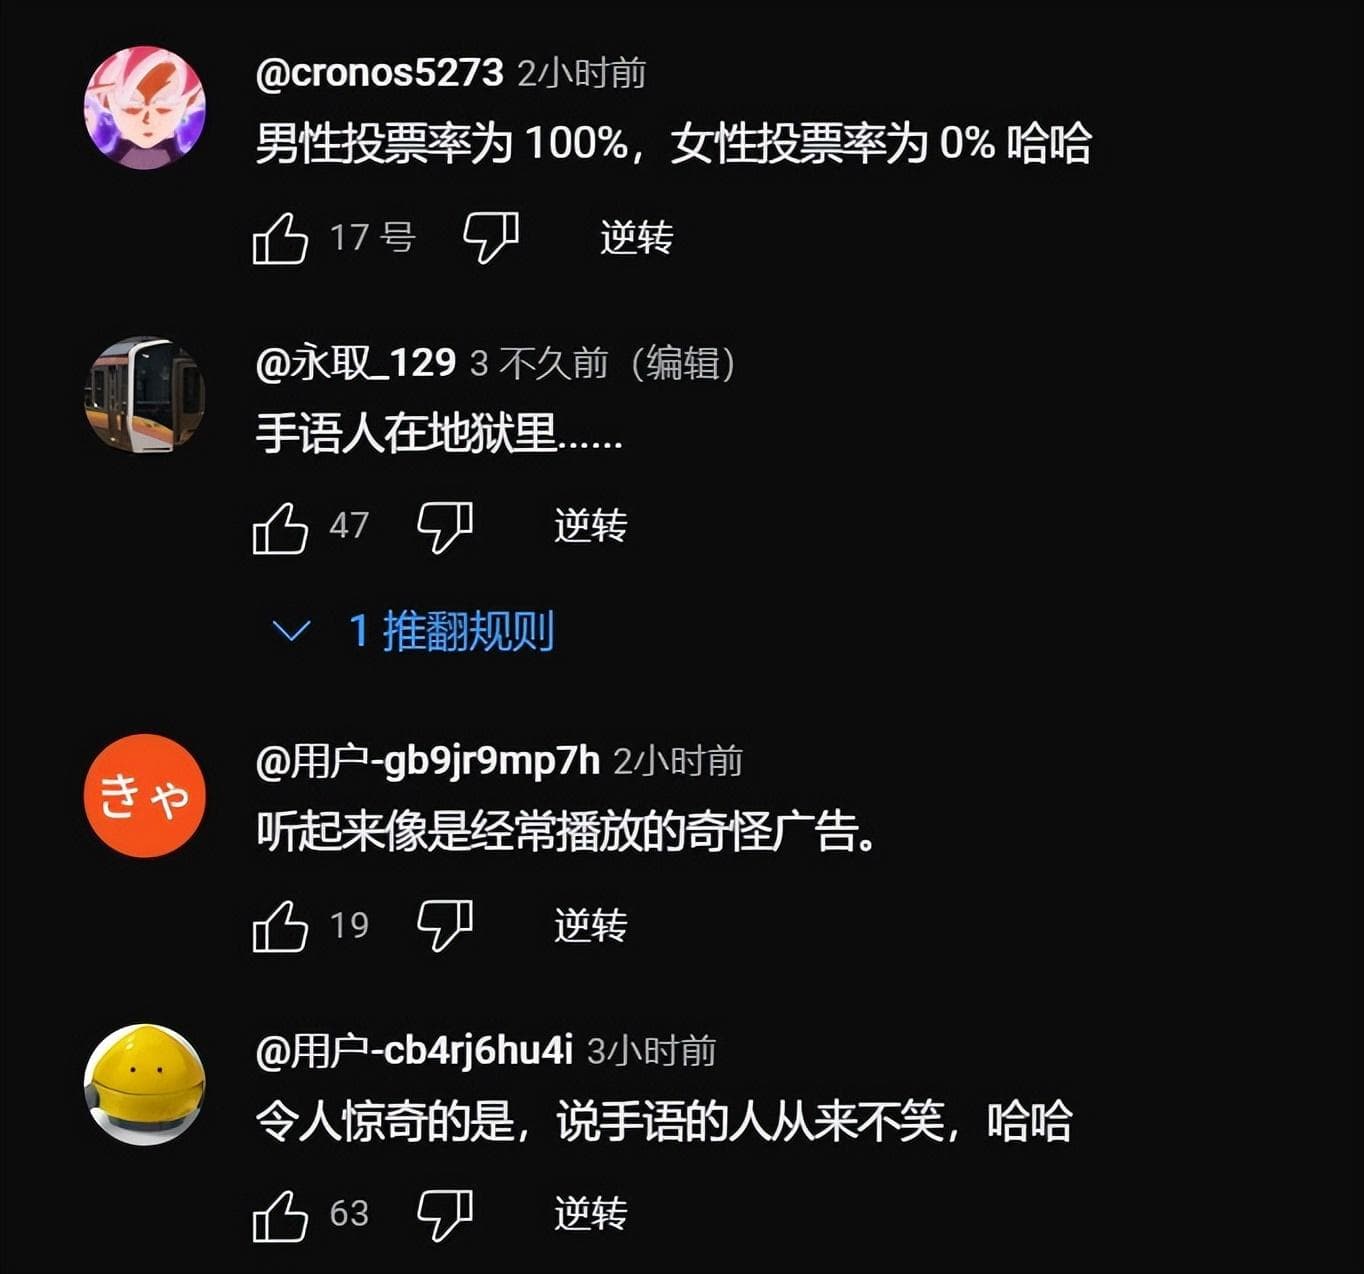 @cronos5273 2小时前
男性投票率为 100%，女性投票率为 0% 哈哈
17 号 逆转
@永取_129 3 不久前（编辑）
手语人在地狱里......
47 逆转
1 推翻规则
きゃ
@用户-gb9jr9mp7h 2小时前
听起来像是经常播放的奇怪广告。
19 逆转
@用户-cb4rj6hu4i 3小时前
令人惊奇的是，说手语的人从来不笑，哈哈
63 逆转